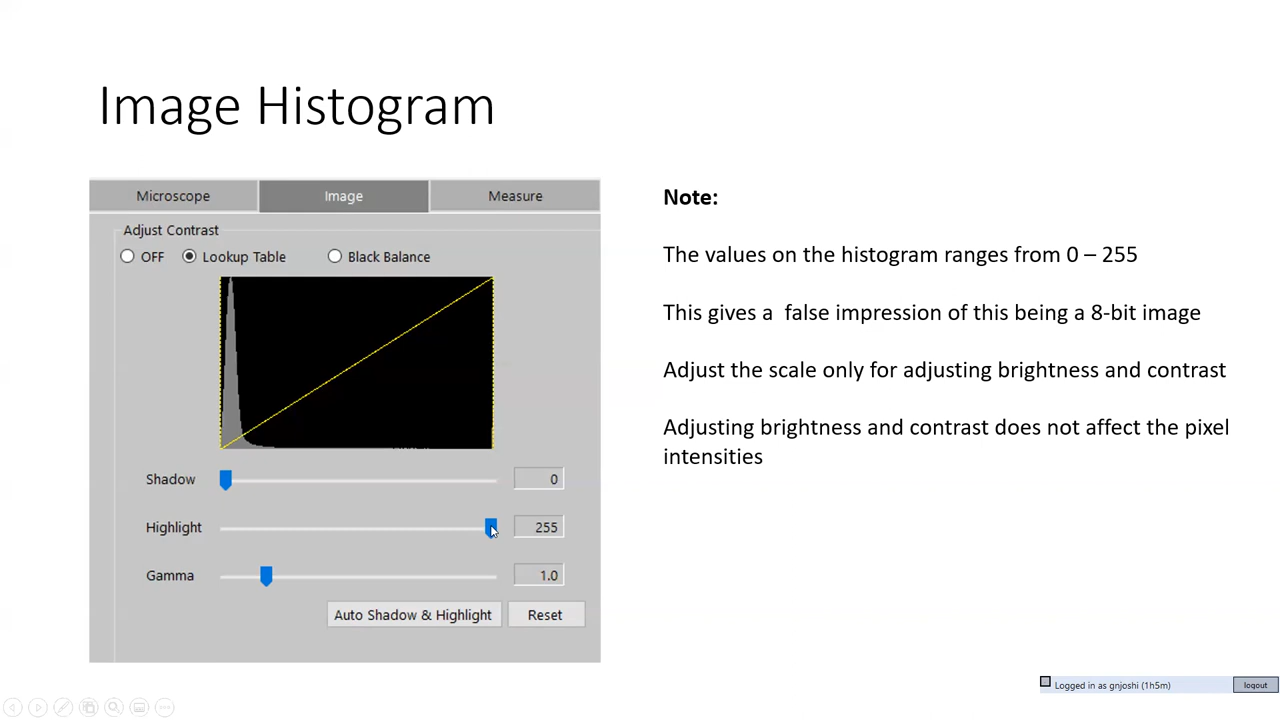 Image Histogram
Microscope Image Measure
Adjust Contrast
OFF Lookup Table Black Balance
Shadow 0
Highlight 255
Gamma 1.0
Auto Shadow & Highlight Reset
Note:
The values on the histogram ranges from 0 – 255
This gives a false impression of this being a 8-bit image
Adjust the scale only for adjusting brightness and contrast
Adjusting brightness and contrast does not affect the pixel
intensities
Logged in as gnjoshi (1h5m) logout